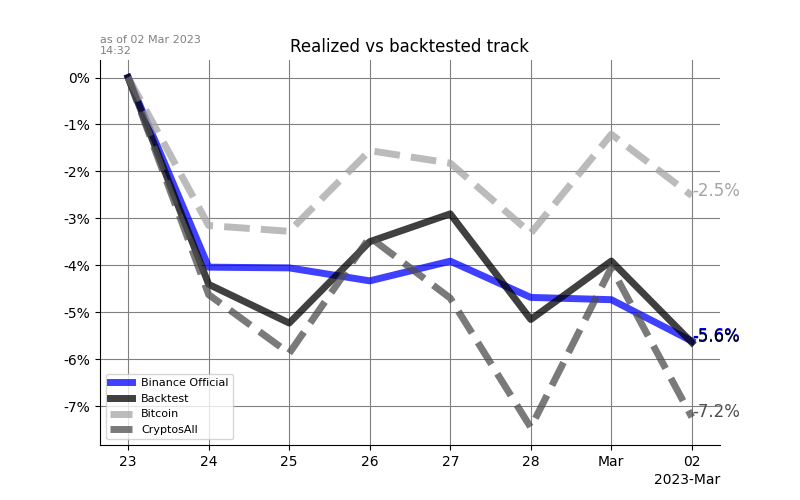 as of 02 Mar 2023
14:32
Realized vs backtested track
0%
-1%
-2%
-3%
-4%
-5%
-6%
-7%
-2.5%
-5.6%
-5.6%
-7.2%
Binance Official
Backtest
Bitcoin
CryptosAll
23 24 25 26 27 28 Mar 02
2023-Mar